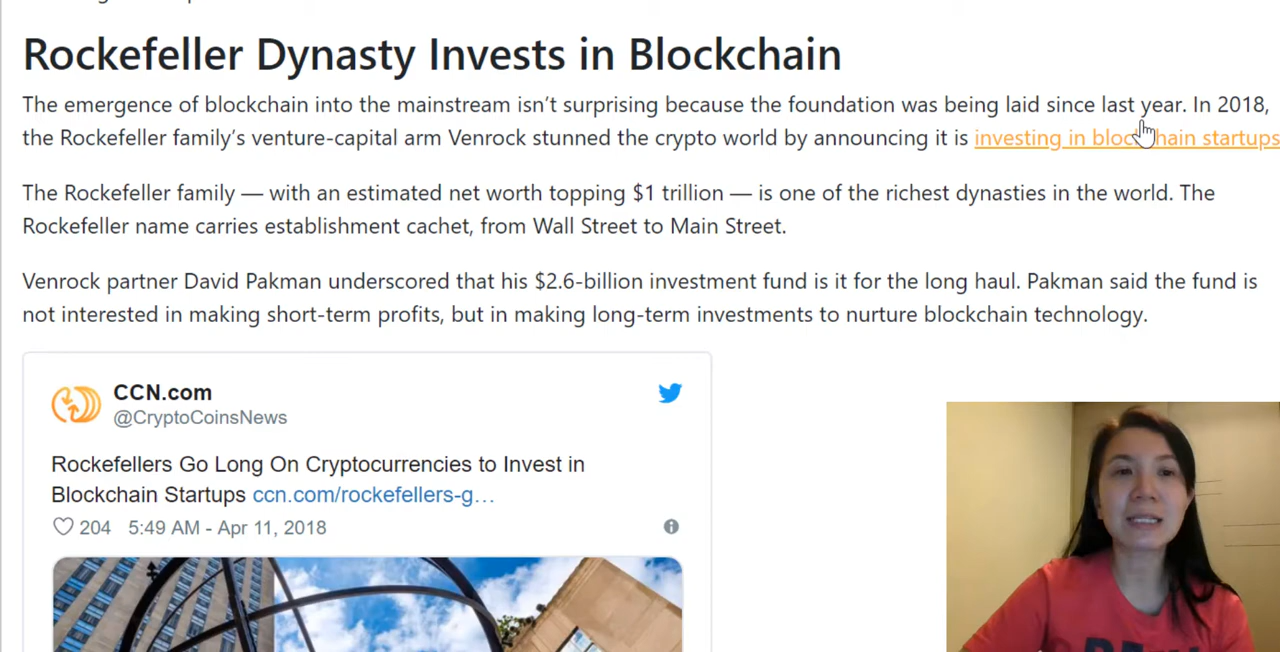 Rockefeller Dynasty Invests in Blockchain
The emergence of blockchain into the mainstream isn't surprising because the foundation was being laid since last year. In 2018,
the Rockefeller family's venture-capital arm Venrock stunned the crypto world by announcing it is investing in blockchain startups
The Rockefeller family — with an estimated net worth topping $1 trillion — is one of the richest dynasties in the world. The
Rockefeller name carries establishment cachet, from Wall Street to Main Street.
Venrock partner David Pakman underscored that his $2.6-billion investment fund is it for the long haul. Pakman said the fund is
not interested in making short-term profits, but in making long-term investments to nurture blockchain technology.
CCN.com
@CryptoCoinsNews
Rockefellers Go Long On Cryptocurrencies to Invest in
Blockchain Startups ccn.com/rockefellers-g…
204 5:49 AM - Apr 11, 2018